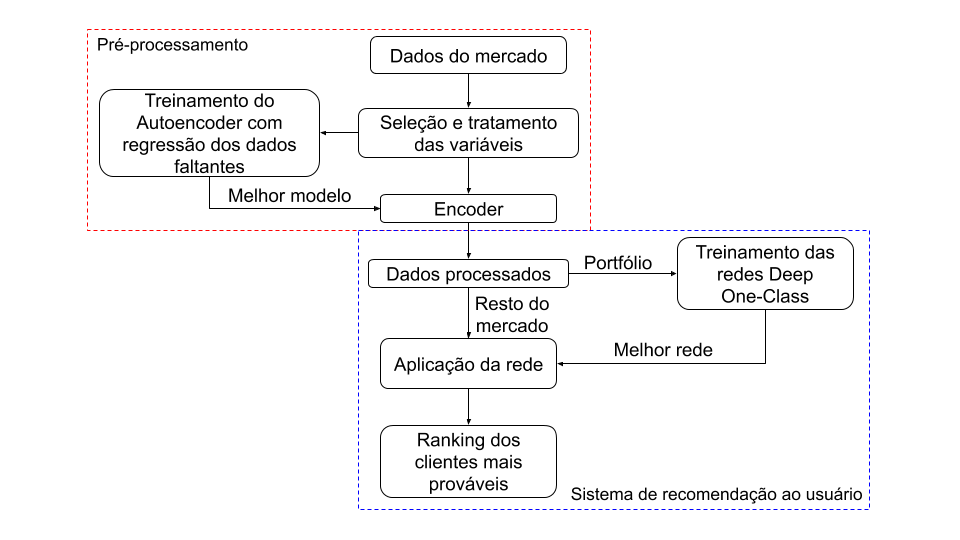 Pré-processamento
Dados do mercado
Treinamento do
Autoencoder com
regressão dos dados
faltantes
Seleção e tratamento
das variáveis
Melhor modelo
Encoder
Dados processados
Portfólio
Treinamento das
redes Deep
One-Class
Resto do
mercado
Melhor rede
Aplicação da rede
Ranking dos
clientes mais
prováveis
Sistema de recomendação ao usuário